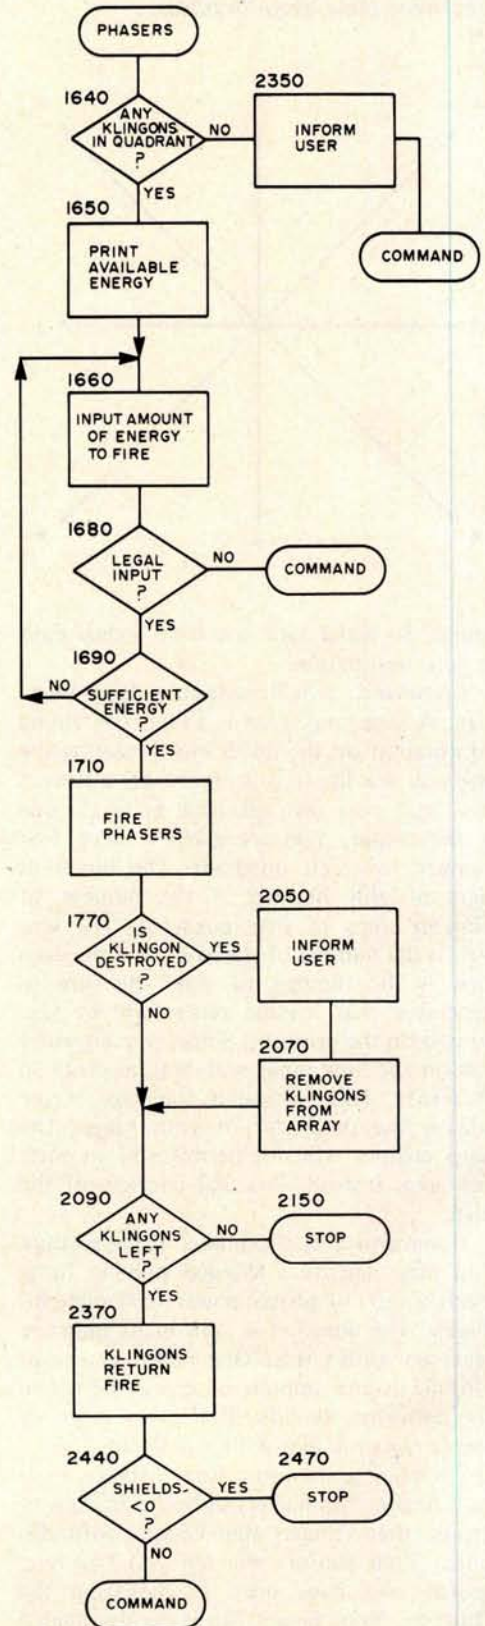 PHASERS
1640
ANY
KLINGONS
IN QUADRANT
?
NO
2350
INFORM
USER
COMMAND
YES
1650
PRINT
AVAILABLE
ENERGY
1660
INPUT AMOUNT
OF ENERGY
TO FIRE
1680
LEGAL
INPUT
?
NO
COMMAND
YES
1690
NO
SUFFICIENT
ENERGY
?
YES
1710
FIRE
PHASERS
1770
IS
KLINGON
DESTROYED
?
YES
2050
INFORM
USER
NO
2070
REMOVE
KLINGONS
FROM
ARRAY
2090
ANY
KLINGONS
LEFT
?
NO
2150
STOP
YES
2370
KLINGONS
RETURN
FIRE
2440
SHIELDS-
<0
?
YES
2470
STOP
NO
COMMAND